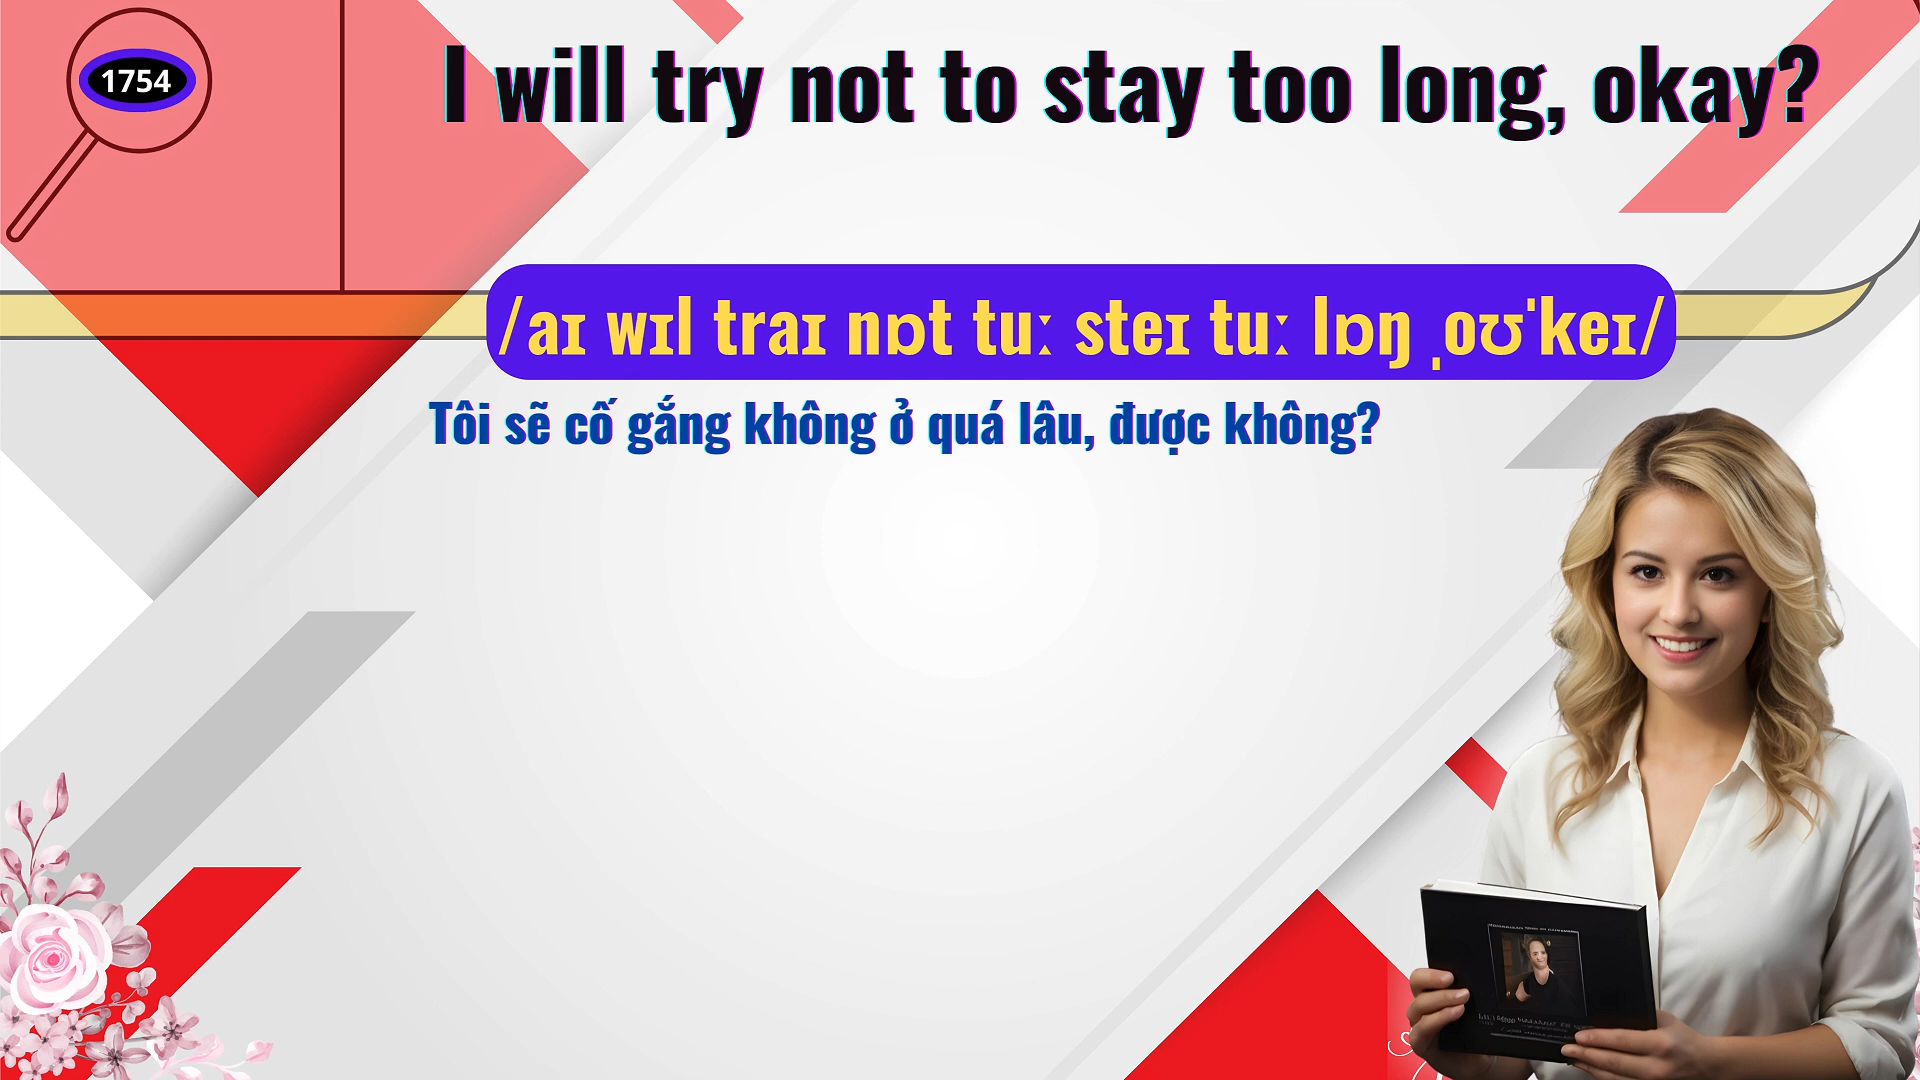 1754
I will try not to stay too long, okay?
/aɪ wɪl traɪ nɒt tuː steɪ tuː lɒŋ ˌoʊˈkeɪ/
Tôi sẽ cố gắng không ở quá lâu, được không?